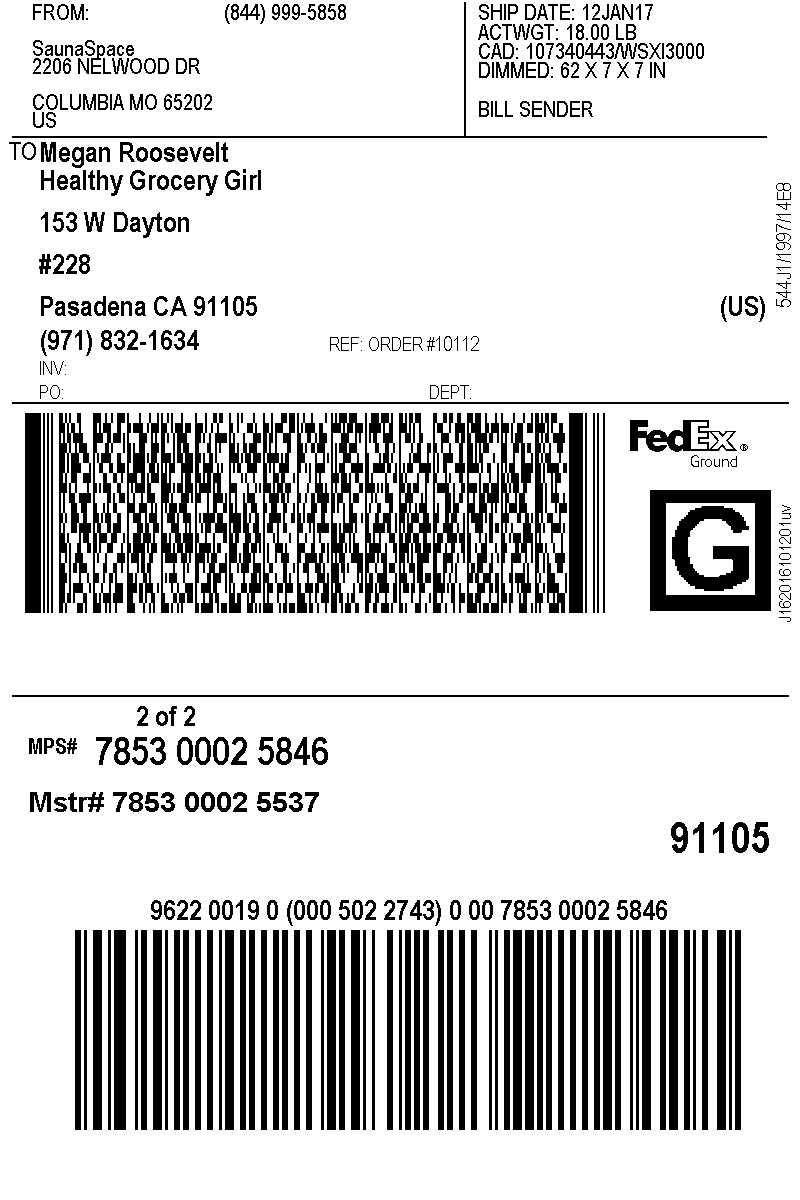 FROM: (844) 999-5858
SaunaSpace
2206 NELWOOD DR
COLUMBIA MO 65202
US
SHIP DATE: 12JAN17
ACTWGT: 18.00 LB
CAD: 107340443/WSXI3000
DIMMED: 62 X 7 X 7 IN
BILL SENDER
TO Megan Roosevelt
Healthy Grocery Girl
153 W Dayton
#228
Pasadena CA 91105 (US)
(971) 832-1634 REF: ORDER #10112
INV:
PO: DEPT:
544J1/1997/14E8
FedEx®
Ground
G
J162016101201uv
2 of 2
MPS# 7853 0002 5846
Mstr# 7853 0002 5537
91105
9622 0019 0 (000 502 2743) 0 00 7853 0002 5846